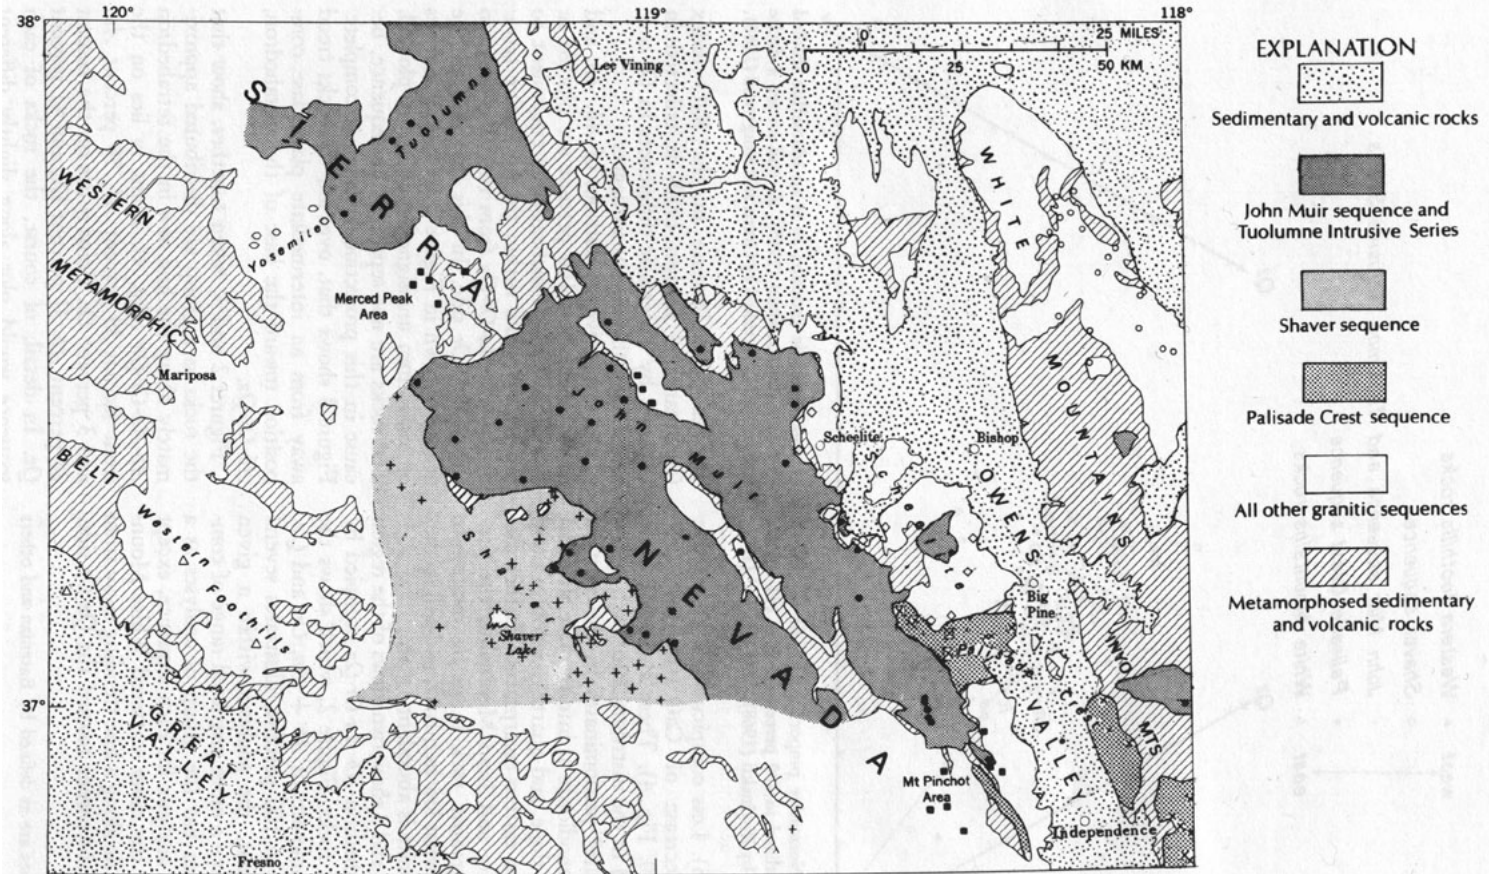 38°
120°
119°
118°
0 25 MILES
0 25 50 KM
Lee Vining
SIERRA
Tuolumne
WESTERN
METAMORPHIC
BELT
Yosemite
Merced Peak
Area
Mariposa
WHITE
MOUNTAINS
John Muir
Scheelite
Scheelite
Bishop
OWENS
VALLEY
Western Foothills
Shaver
Shaver
Lake
NEVADA
Big
Pine
Palisade Crest
INYO
MTS
37°
GREAT
VALLEY
Mt Pinchot
Area
Independence
Fresno
EXPLANATION
Sedimentary and volcanic rocks
John Muir sequence and
Tuolumne Intrusive Series
Shaver sequence
Palisade Crest sequence
All other granitic sequences
Metamorphosed sedimentary
and volcanic rocks